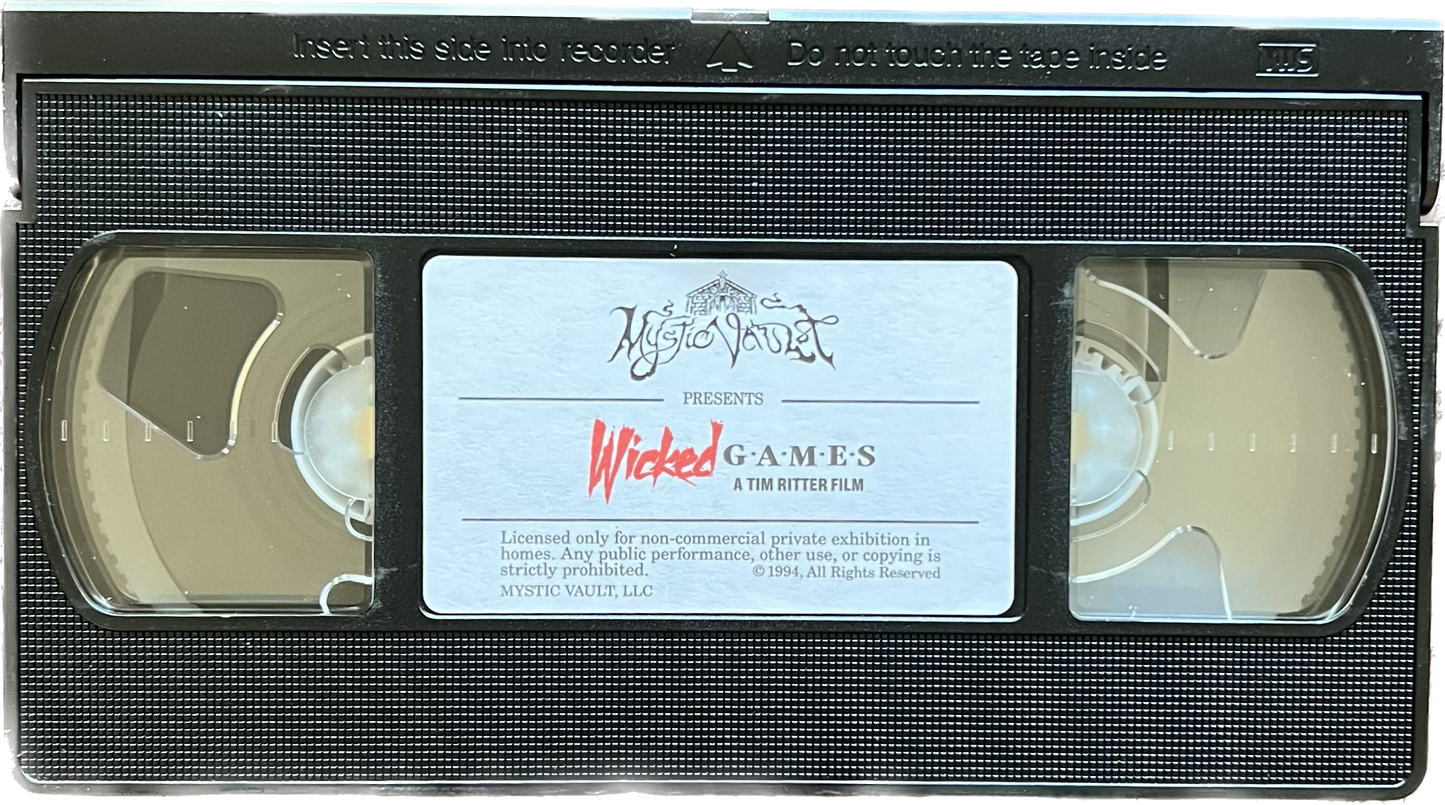 Insert this side into recorder Do not touch the tape inside VHS
Mystic Vault
PRESENTS
Wicked G·A·M·E·S
A TIM RITTER FILM
Licensed only for non-commercial private exhibition in
homes. Any public performance, other use, or copying is
strictly prohibited. © 1994, All Rights Reserved
MYSTIC VAULT, LLC